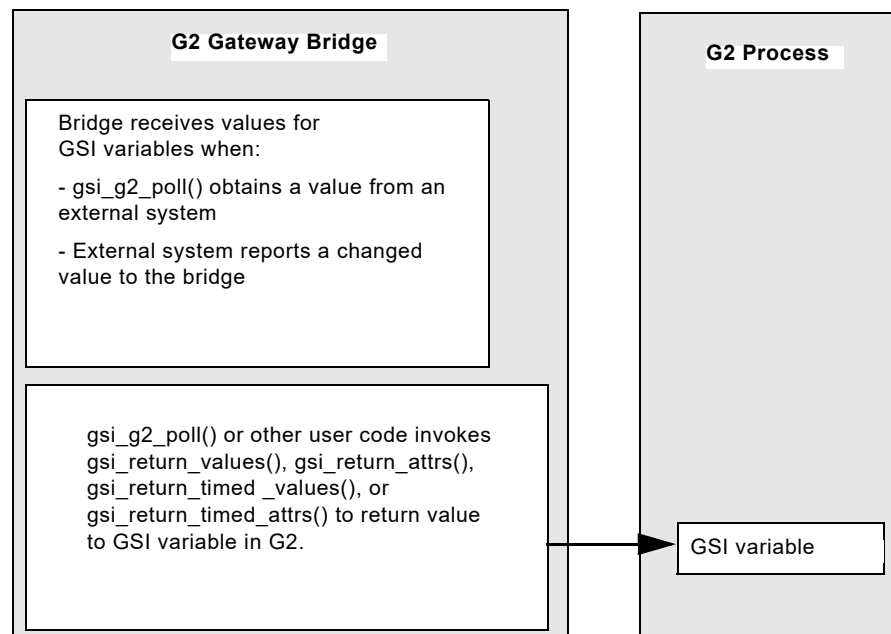 G2 Gateway Bridge
Bridge receives values for
GSI variables when:
- gsi_g2_poll() obtains a value from an
external system
- External system reports a changed
value to the bridge
gsi_g2_poll() or other user code invokes
gsi_return_values(), gsi_return_attrs(),
gsi_return_timed _values(), or
gsi_return_timed_attrs() to return value
to GSI variable in G2.
G2 Process
GSI variable